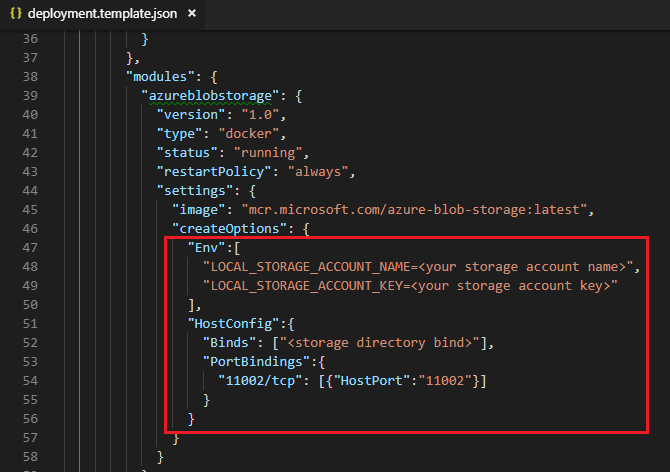 {} deployment.template.json ×
36 }
37 },
38 "modules": {
39 "azureblobstorage": {
40 "version": "1.0",
41 "type": "docker",
42 "status": "running",
43 "restartPolicy": "always",
44 "settings": {
45 "image": "mcr.microsoft.com/azure-blob-storage:latest",
46 "createOptions": {
47 "Env":[
48 "LOCAL_STORAGE_ACCOUNT_NAME=<your storage account name>",
49 "LOCAL_STORAGE_ACCOUNT_KEY=<your storage account key>"
50 ],
51 "HostConfig":{
52 "Binds": ["<storage directory bind>"],
53 "PortBindings":{
54 "11002/tcp": [{"HostPort":"11002"}]
55 }
56 }
57 }
58 }